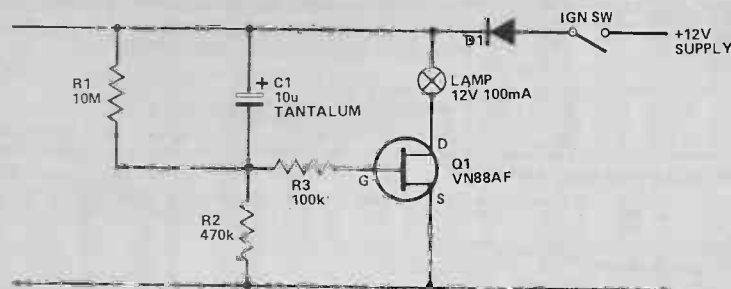 IGN SW
D1
+12V
SUPPLY
R1
10M
+
C1
10u
TANTALUM
LAMP
12V 100mA
D
Q1
VN88AF
G
S
R3
100k
R2
470k